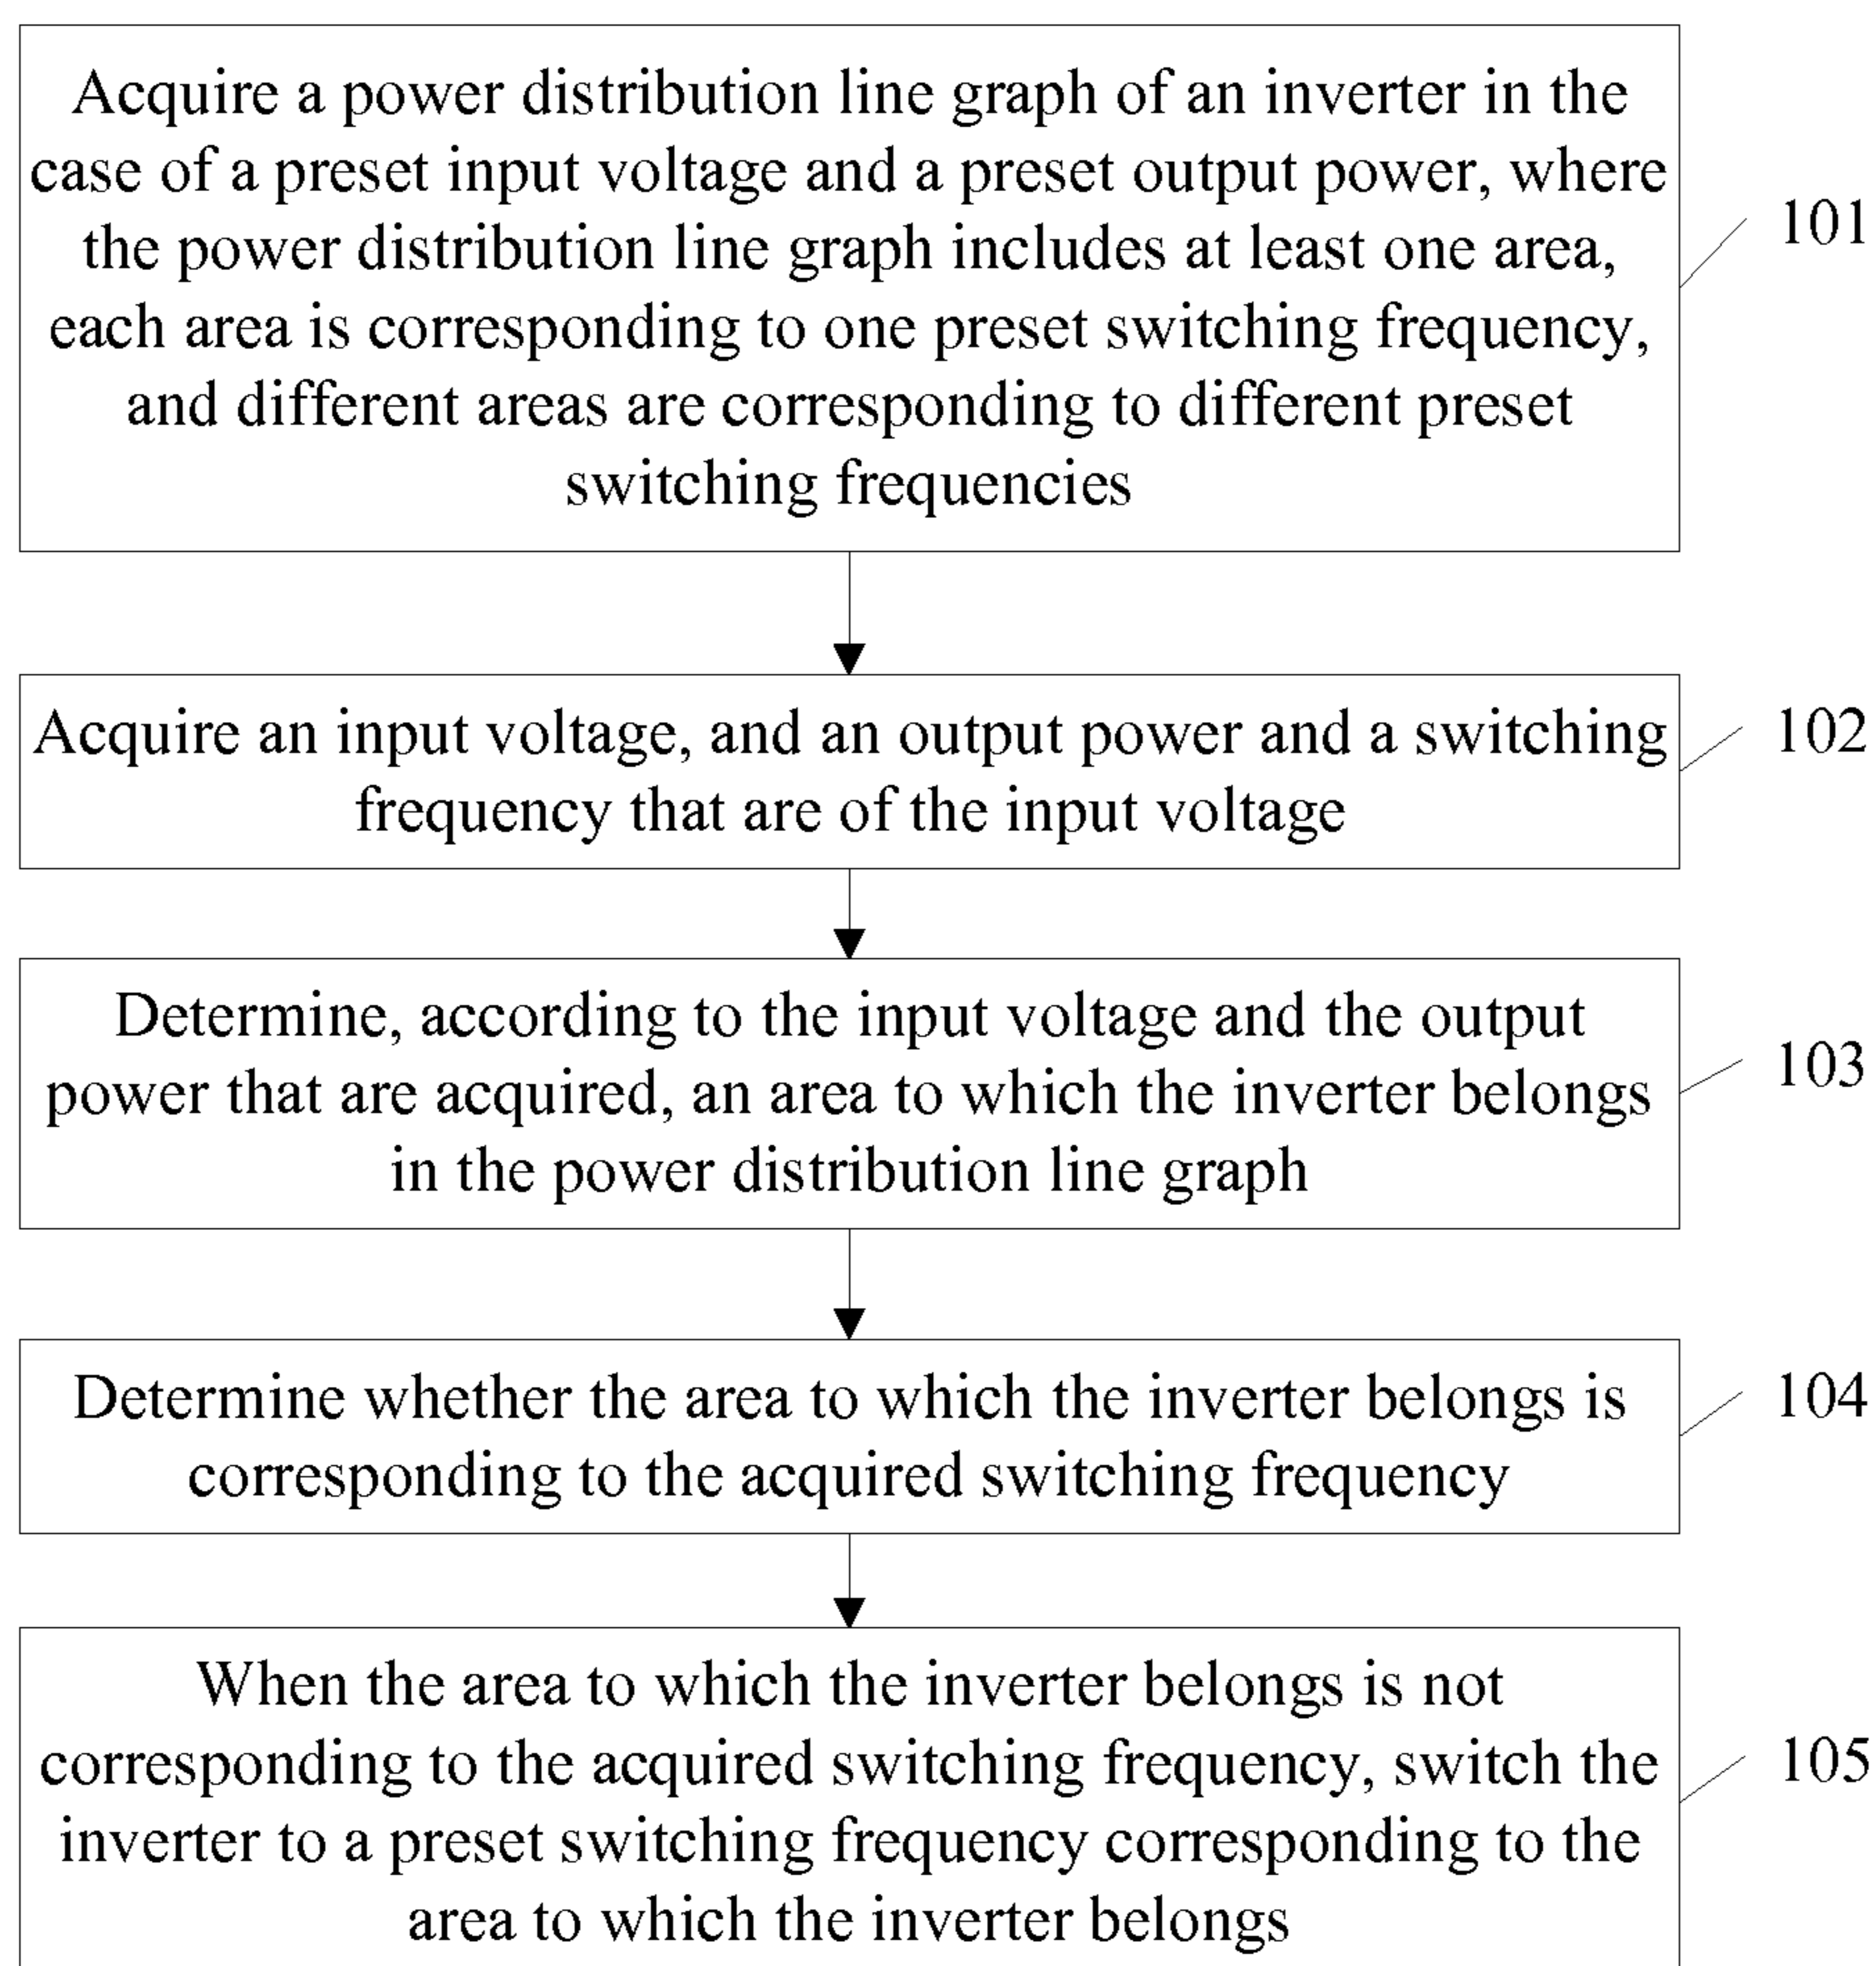 Acquire a power distribution line graph of an inverter in the
case of a preset input voltage and a preset output power, where
the power distribution line graph includes at least one area,
each area is corresponding to one preset switching frequency,
and different areas are corresponding to different preset
switching frequencies
101
Acquire an input voltage, and an output power and a switching
frequency that are of the input voltage
102
Determine, according to the input voltage and the output
power that are acquired, an area to which the inverter belongs
in the power distribution line graph
103
Determine whether the area to which the inverter belongs is
corresponding to the acquired switching frequency
104
When the area to which the inverter belongs is not
corresponding to the acquired switching frequency, switch the
inverter to a preset switching frequency corresponding to the
area to which the inverter belongs
105